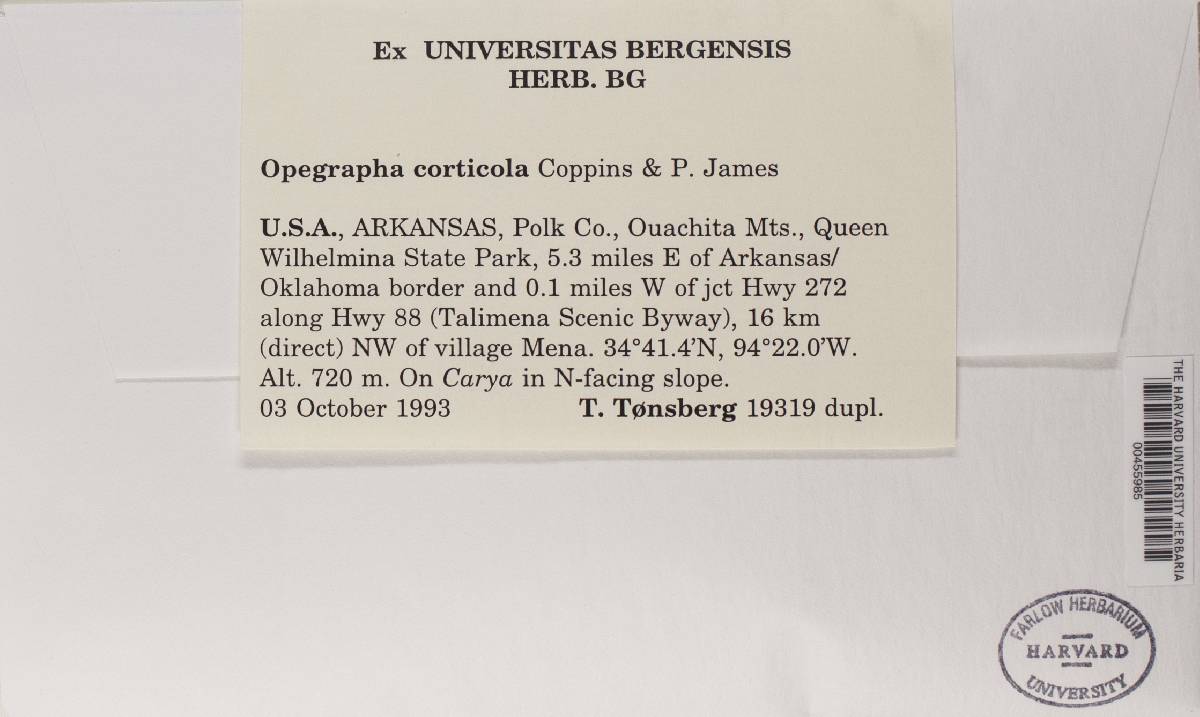 Ex UNIVERSITAS BERGENSIS
HERB. BG
Opegrapha corticola Coppins & P. James
U.S.A., ARKANSAS, Polk Co., Ouachita Mts., Queen
Wilhelmina State Park, 5.3 miles E of Arkansas/
Oklahoma border and 0.1 miles W of jct Hwy 272
along Hwy 88 (Talimena Scenic Byway), 16 km
(direct) NW of village Mena. 34°41.4'N, 94°22.0'W.
Alt. 720 m. On Carya in N-facing slope.
03 October 1993 T. Tønsberg 19319 dupl.
THE HARVARD UNIVERSITY HERBARIA
00455985
FARLOW HERBARIUM
HARVARD
UNIVERSITY